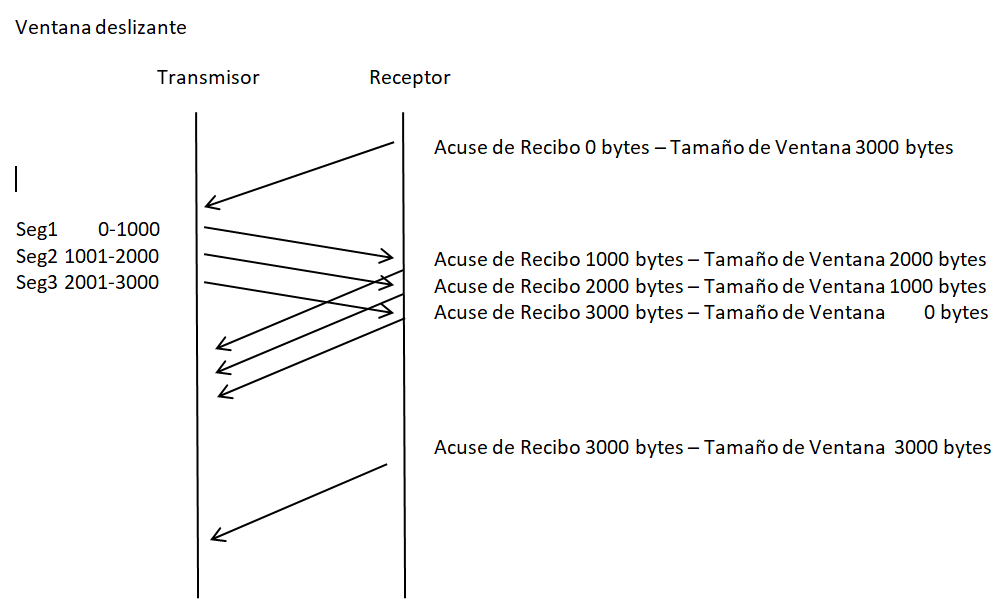 Ventana deslizante
Transmisor Receptor
Acuse de Recibo 0 bytes – Tamaño de Ventana 3000 bytes
Seg1 0-1000
Seg2 1001-2000
Seg3 2001-3000
Acuse de Recibo 1000 bytes – Tamaño de Ventana 2000 bytes
Acuse de Recibo 2000 bytes – Tamaño de Ventana 1000 bytes
Acuse de Recibo 3000 bytes – Tamaño de Ventana 0 bytes
Acuse de Recibo 3000 bytes – Tamaño de Ventana 3000 bytes